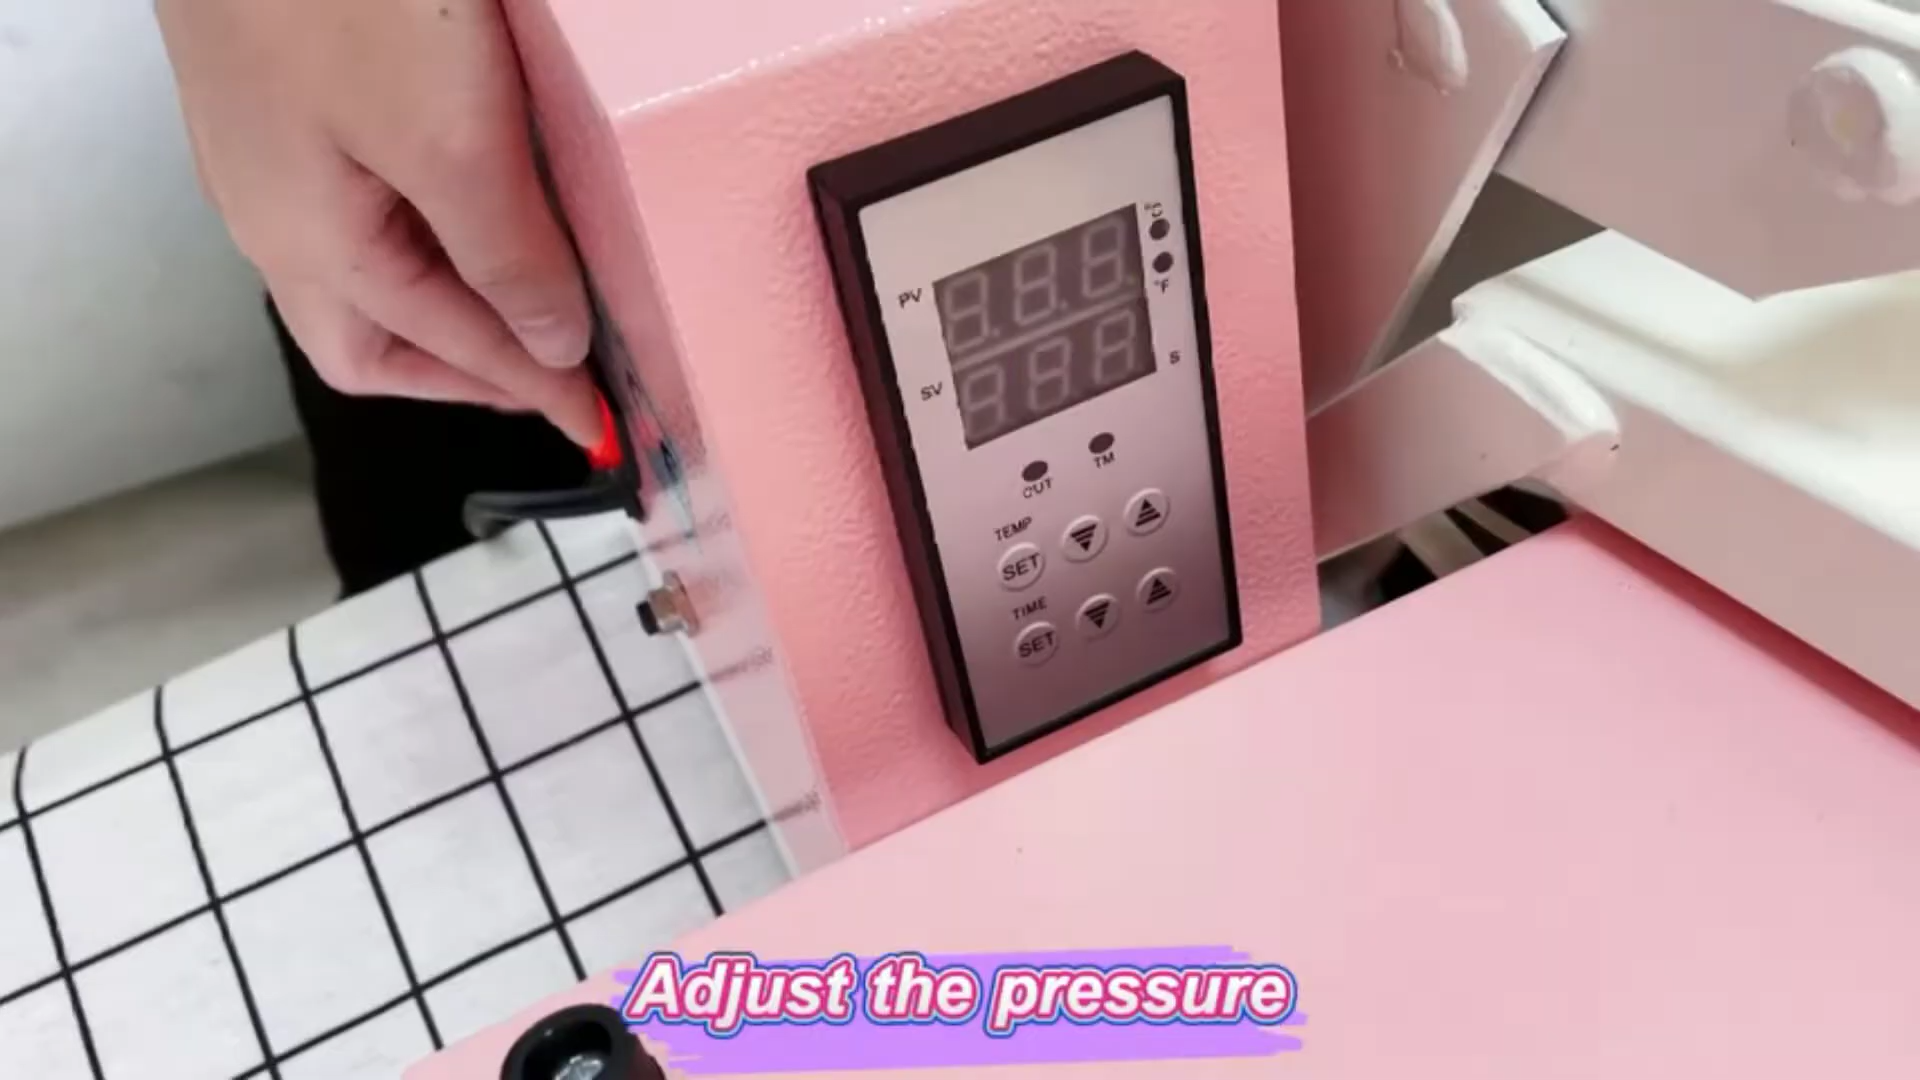 °C
PV
°F
SV
S
OUT
TM
TEMP
SET
TIME
SET
Adjust the pressure